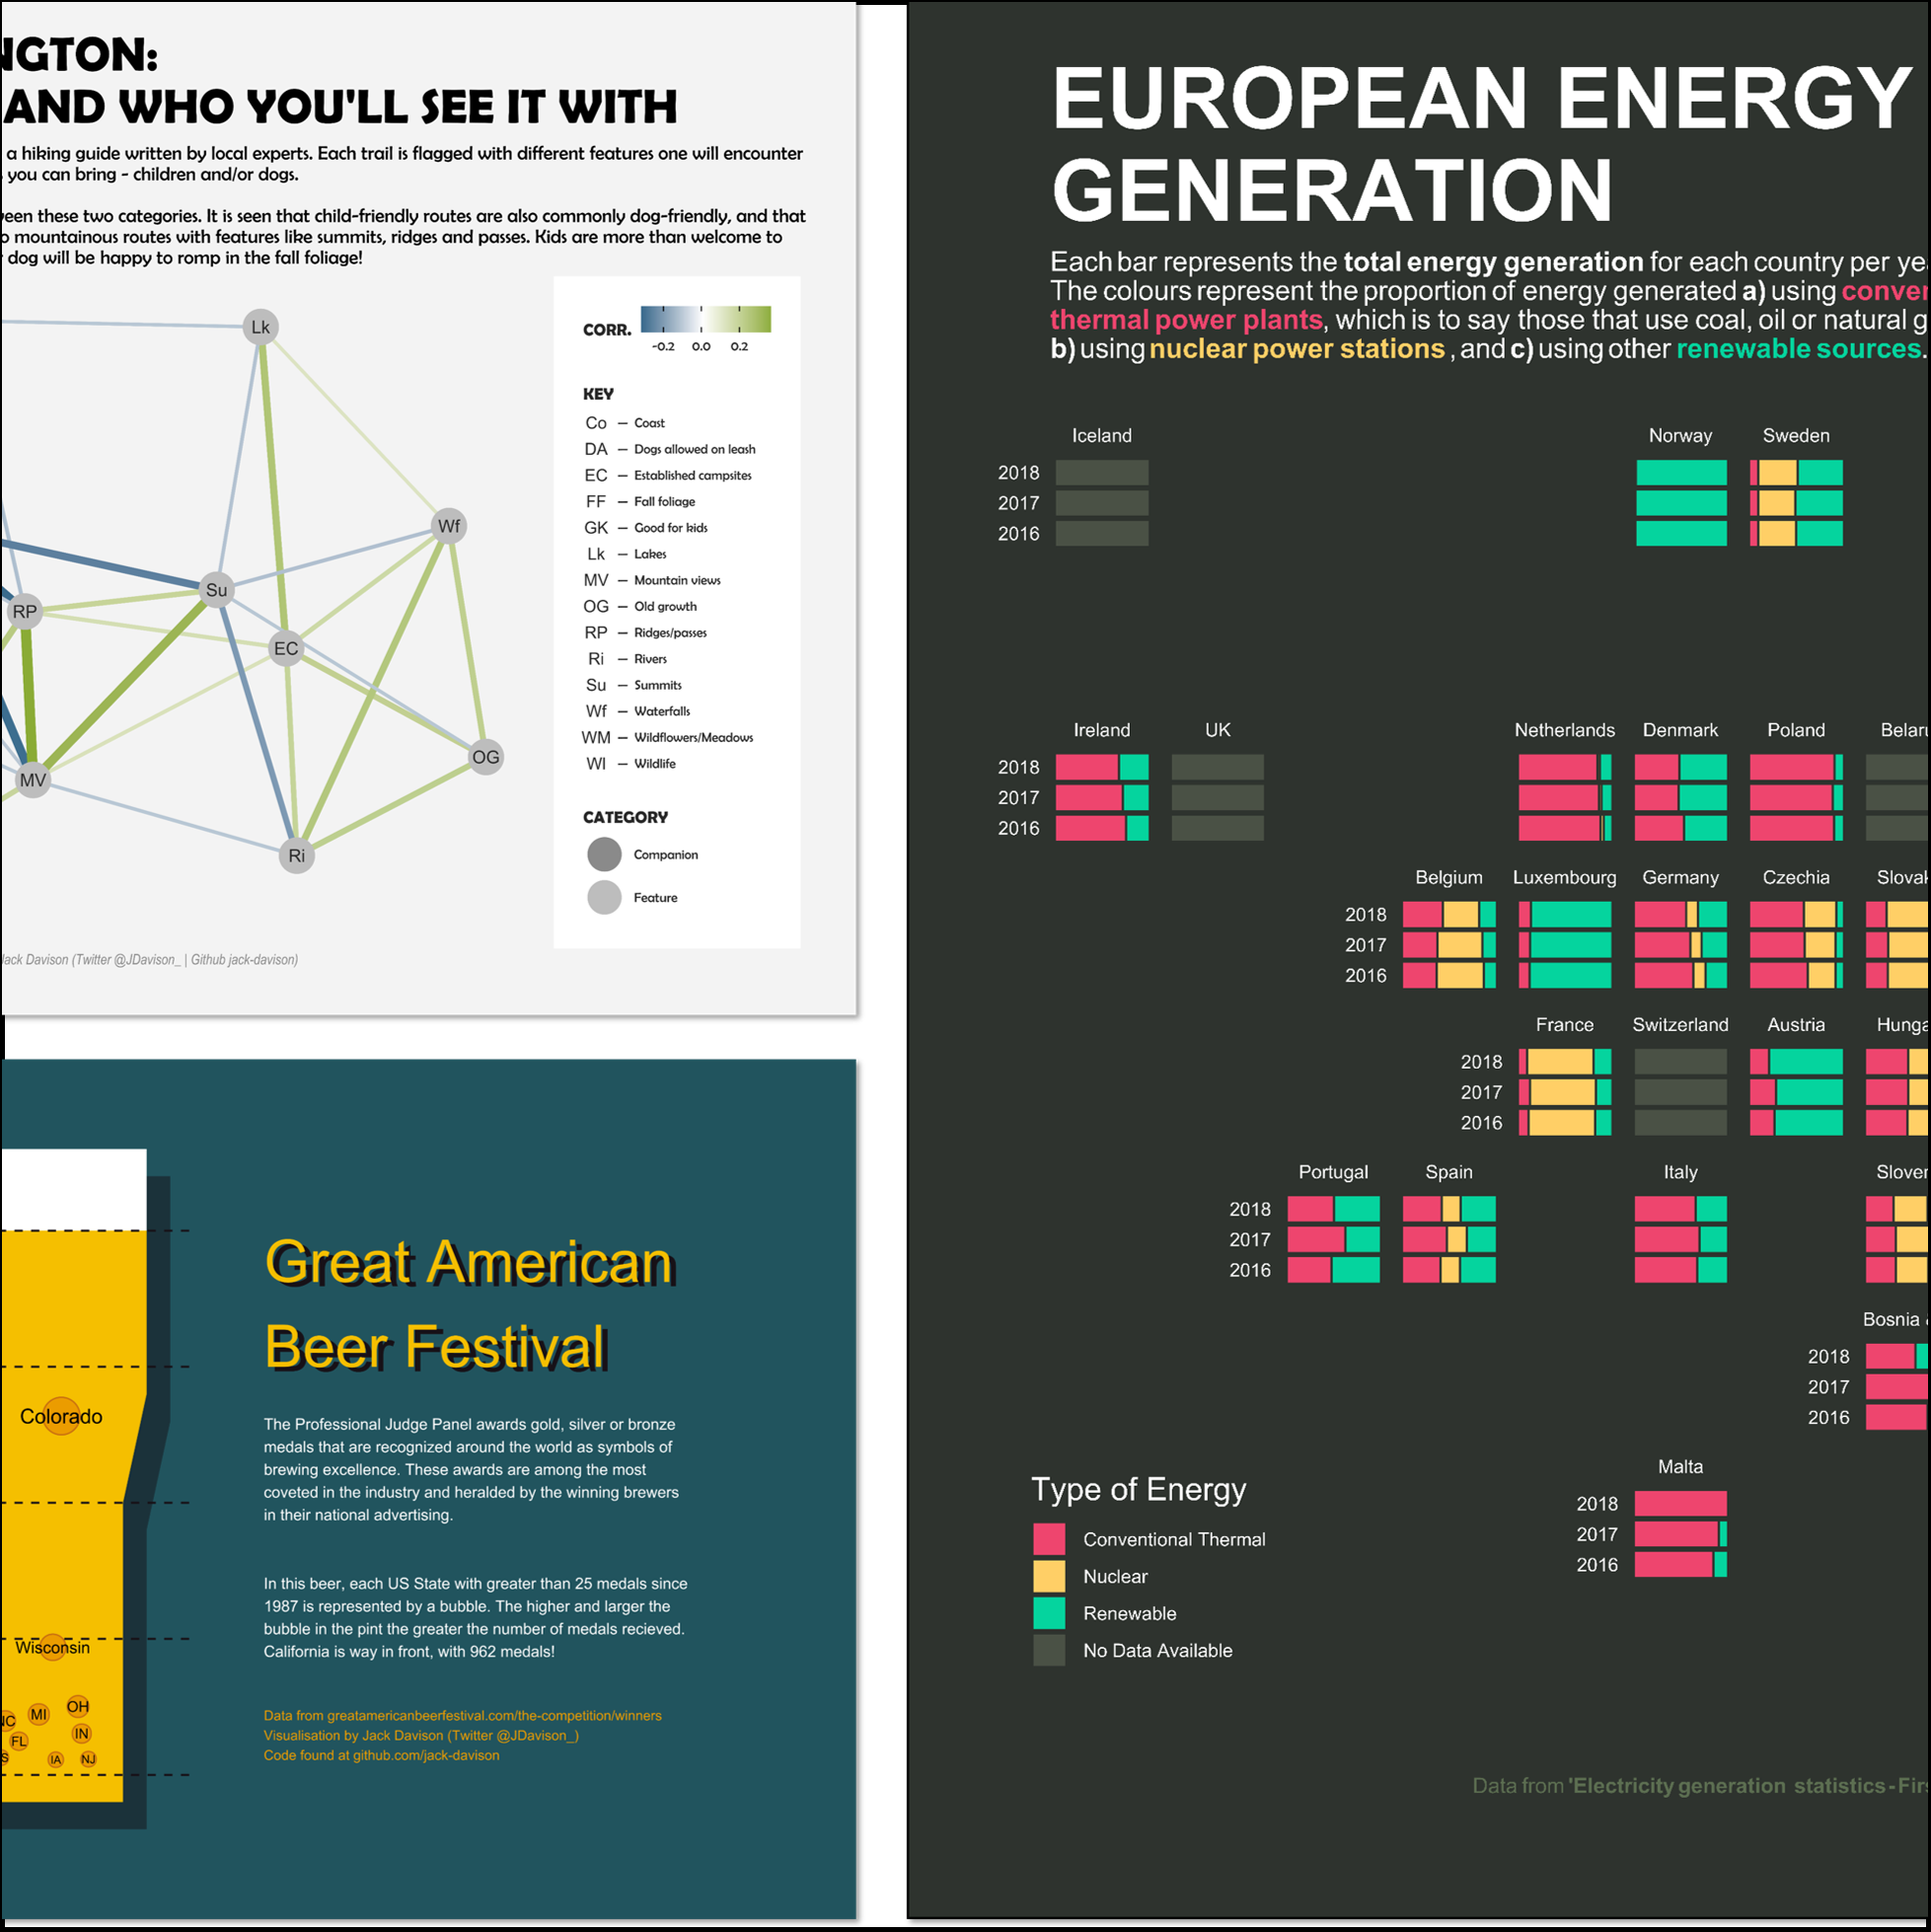 NGTON:
AND WHO YOU'LL SEE IT WITH
a hiking guide written by local experts. Each trail is flagged with different features one will encounter
you can bring - children and/or dogs.
een these two categories. It is seen that child-friendly routes are also commonly dog-friendly, and that
o mountainous routes with features like summits, ridges and passes. Kids are more than welcome to
dog will be happy to romp in the fall foliage!
Lk
Wf
Su
RP
EC
OG
MV
Ri
CORR.
-0.2 0.0 0.2
KEY
Co – Coast
DA – Dogs allowed on leash
EC – Established campsites
FF – Fall foliage
GK – Good for kids
Lk – Lakes
MV – Mountain views
OG – Old growth
RP – Ridges/passes
Ri – Rivers
Su – Summits
Wf – Waterfalls
WM – Wildflowers/Meadows
Wl – Wildlife
CATEGORY
Companion
Feature
Jack Davison (Twitter @JDavison_ | Github jack-davison)
Great American
Beer Festival
The Professional Judge Panel awards gold, silver or bronze
medals that are recognized around the world as symbols of
brewing excellence. These awards are among the most
coveted in the industry and heralded by the winning brewers
in their national advertising.
In this beer, each US State with greater than 25 medals since
1987 is represented by a bubble. The higher and larger the
bubble in the pint the greater the number of medals recieved.
California is way in front, with 962 medals!
Data from greatamericanbeerfestival.com/the-competition/winners
Visualisation by Jack Davison (Twitter @JDavison_)
Code found at github.com/jack-davison
Colorado
Wisconsin
NC MI OH
FL IN
S IA NJ
EUROPEAN ENERGY
GENERATION
Each bar represents the total energy generation for each country per ye
The colours represent the proportion of energy generated a) using conver
thermal power plants, which is to say those that use coal, oil or natural g
b) using nuclear power stations , and c) using other renewable sources.
Iceland Norway Sweden
2018
2017
2016
Ireland UK Netherlands Denmark Poland Belaru
2018
2017
2016
Belgium Luxembourg Germany Czechia Slovak
2018
2017
2016
France Switzerland Austria Hunga
2018
2017
2016
Portugal Spain Italy Slover
2018
2017
2016
Bosnia
2018
2017
2016
Malta
2018
2017
2016
Type of Energy
Conventional Thermal
Nuclear
Renewable
No Data Available
Data from 'Electricity generation statistics - Firs